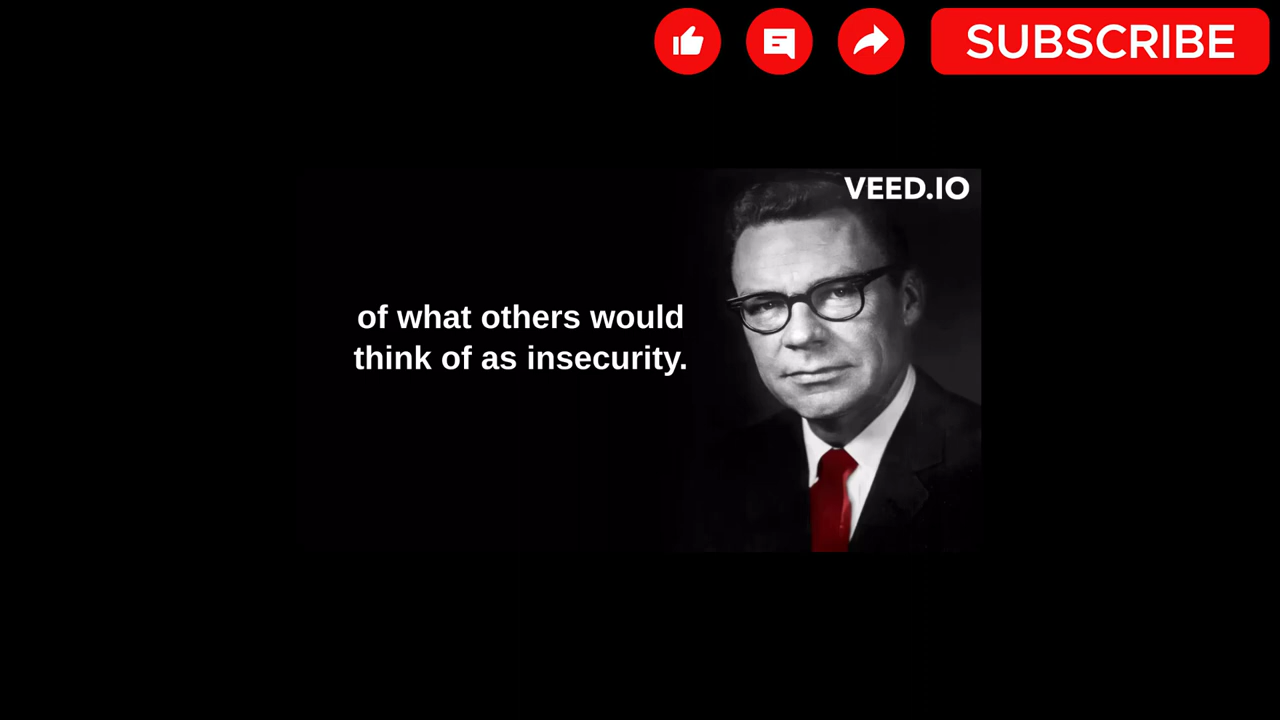 SUBSCRIBE
VEED.IO
of what others would
think of as insecurity.